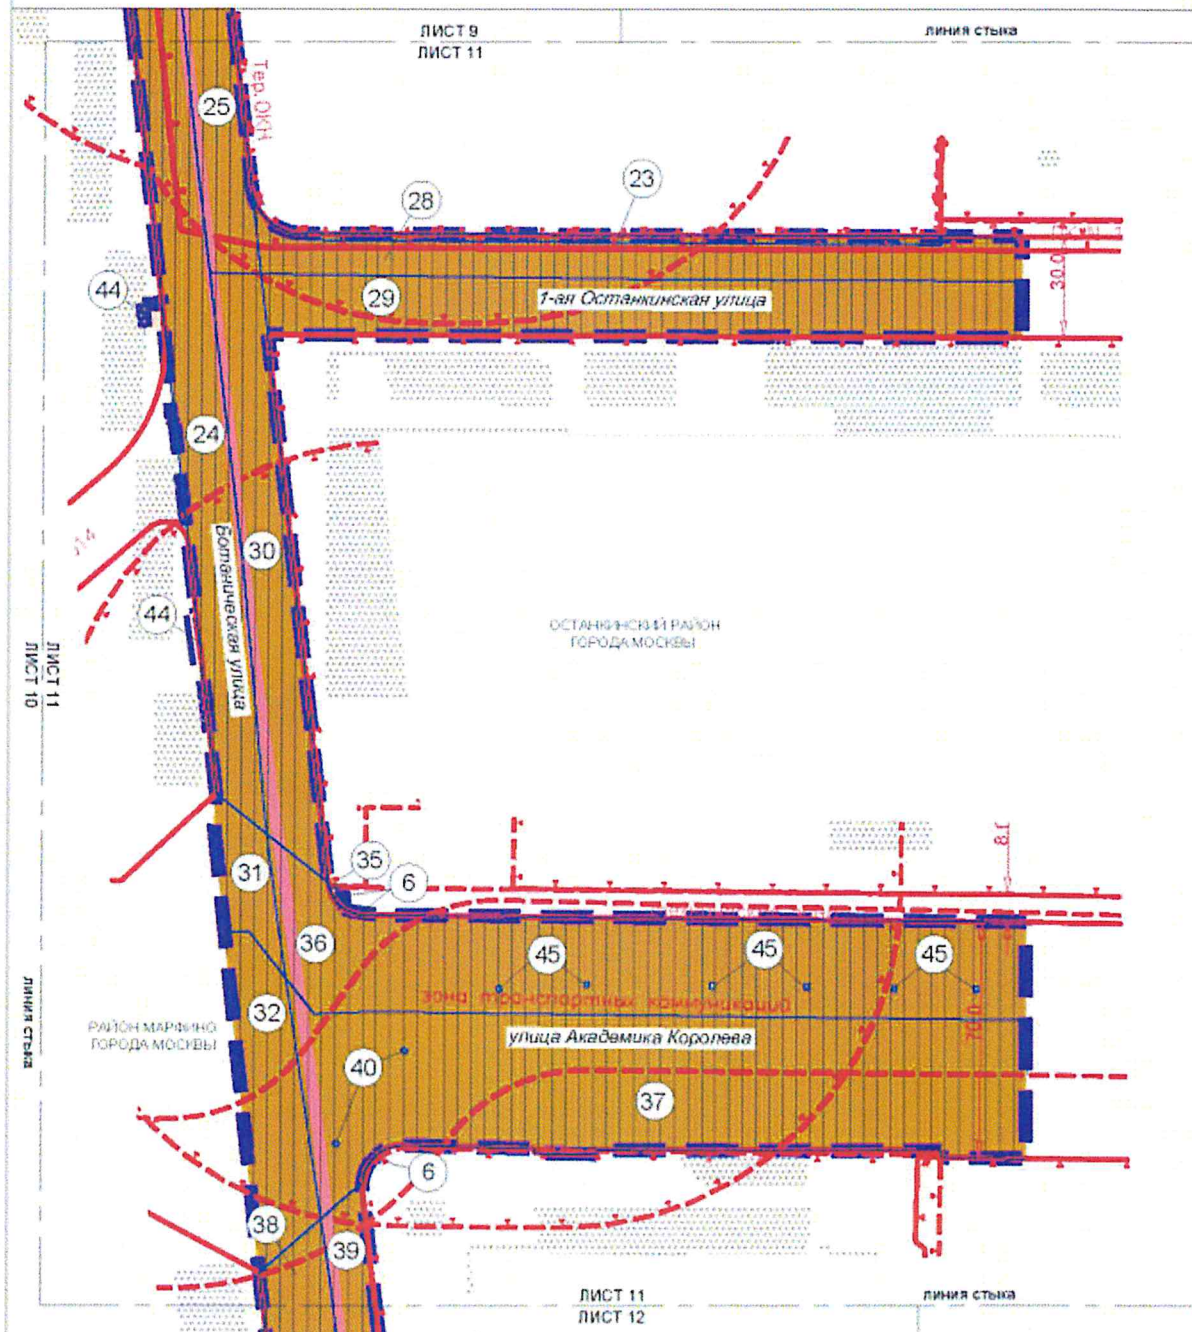 ЛИСТ 9
линия стыка
ЛИСТ 11
Тер. ОКН
25
23
28
44
29
1-ая Останкинская улица
30.0
24
30
Ботаническая улица
44
ОСТАНКИНСКИЙ РАЙОН
ГОРОДА МОСКВЫ
ЛИСТ 11
ЛИСТ 10
35
6
31
36
45
45
45
зона транспортных коммуникаций
32
улица Академика Королева
70.0
линия стыка
РАЙОН МАРФИНО
ГОРОДА МОСКВЫ
40
37
6
38
39
ЛИСТ 11
линия стыка
ЛИСТ 12